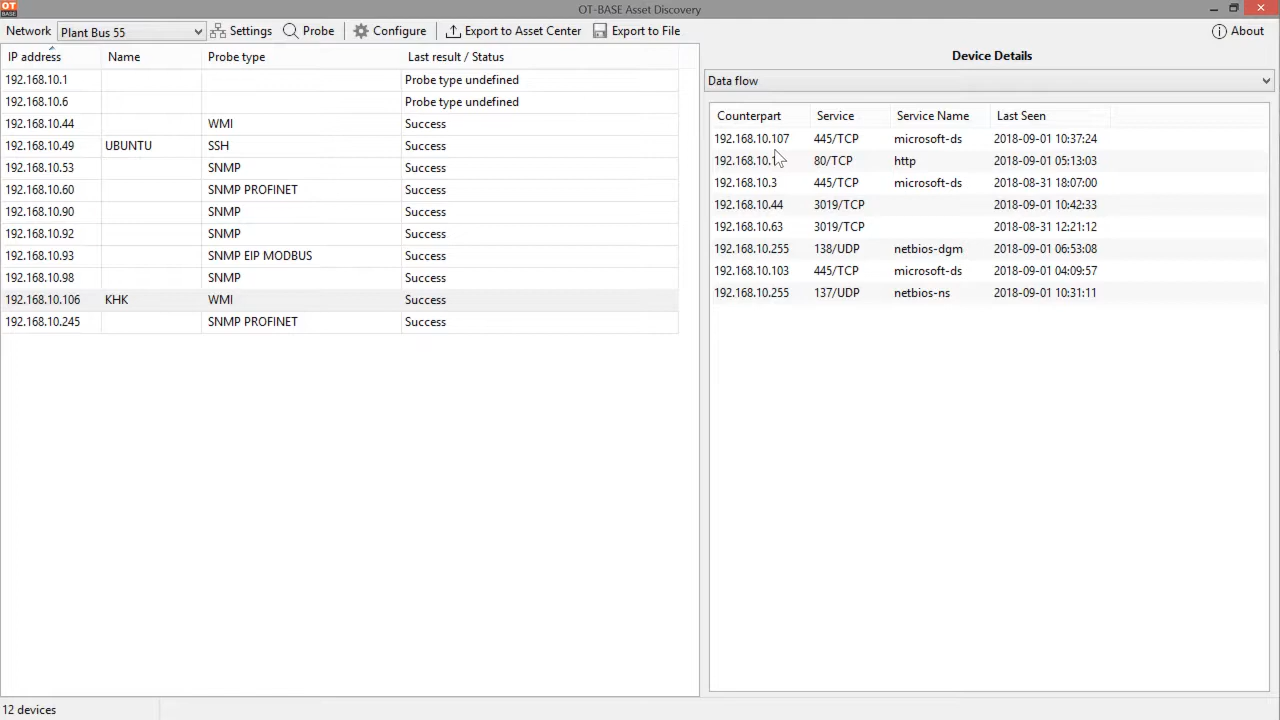 OT BASE
OT-BASE Asset Discovery
Network Plant Bus 55 Settings Probe Configure Export to Asset Center Export to File About
IP address Name Probe type Last result / Status
192.168.10.1 Probe type undefined
192.168.10.6 Probe type undefined
192.168.10.44 WMI Success
192.168.10.49 UBUNTU SSH Success
192.168.10.53 SNMP Success
192.168.10.60 SNMP PROFINET Success
192.168.10.90 SNMP Success
192.168.10.92 SNMP Success
192.168.10.93 SNMP EIP MODBUS Success
192.168.10.98 SNMP Success
192.168.10.106 KHK WMI Success
192.168.10.245 SNMP PROFINET Success
Device Details
Data flow
Counterpart Service Service Name Last Seen
192.168.10.107 445/TCP microsoft-ds 2018-09-01 10:37:24
80/TCP http 2018-09-01 05:13:03
192.168.10.3 445/TCP microsoft-ds 2018-08-31 18:07:00
192.168.10.44 3019/TCP 2018-09-01 10:42:33
192.168.10.63 3019/TCP 2018-08-31 12:21:12
192.168.10.255 138/UDP netbios-dgm 2018-09-01 06:53:08
192.168.10.103 445/TCP microsoft-ds 2018-09-01 04:09:57
192.168.10.255 137/UDP netbios-ns 2018-09-01 10:31:11
12 devices